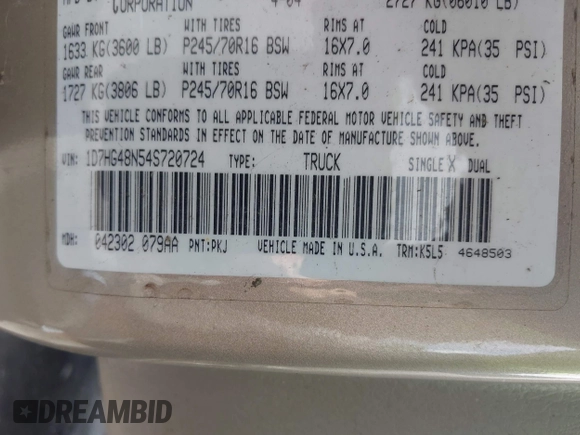 CORPORATION 4-04 2727 KG(06010 LB)
GAWR FRONT WITH TIRES RIMS AT COLD
1633 KG(3600 LB) P245/70R16 BSW 16X7.0 241 KPA(35 PSI)
GAWR REAR WITH TIRES RIMS AT COLD
1727 KG(3806 LB) P245/70R16 BSW 16X7.0 241 KPA(35 PSI)
THIS VEHICLE CONFORMS TO ALL APPLICABLE FEDERAL MOTOR VEHICLE SAFETY AND THEFT
PREVENTION STANDARDS IN EFFECT ON THE DATE OF MANUFACTURE SHOWN ABOVE.
VIN: 1D7HG48N54S720724 TYPE: TRUCK SINGLE X DUAL
MDH: 042302 079AA PNT:PKJ VEHICLE MADE IN U.S.A. TRM:K5L5 4648503
DREAMBID